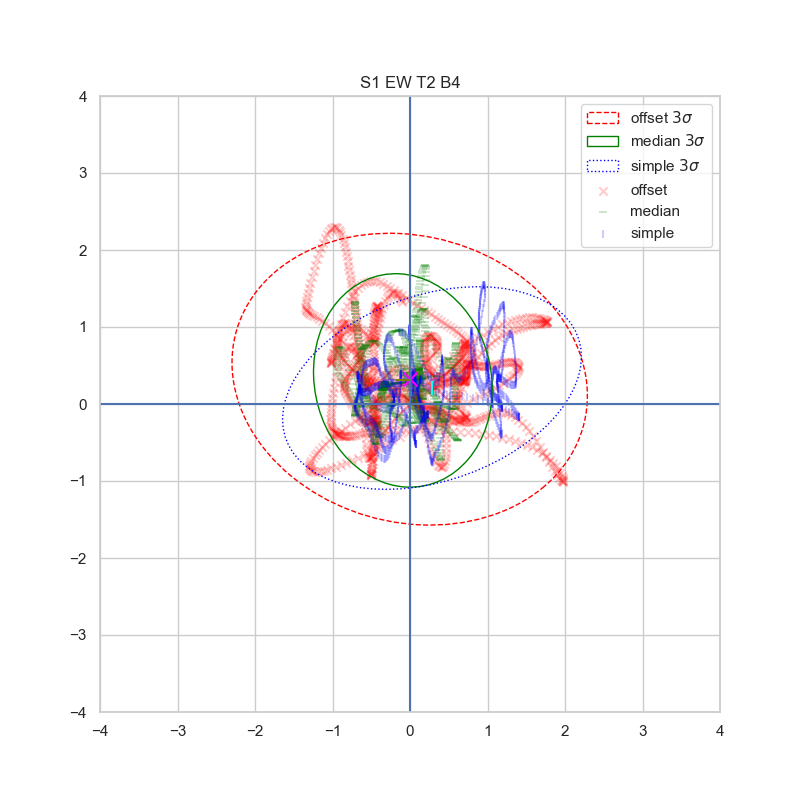 S1 EW T2 B4
offset 3σ
median 3σ
simple 3σ
offset
median
simple
4
3
2
1
0
−1
−2
−3
−4
−4 −3 −2 −1 0 1 2 3 4